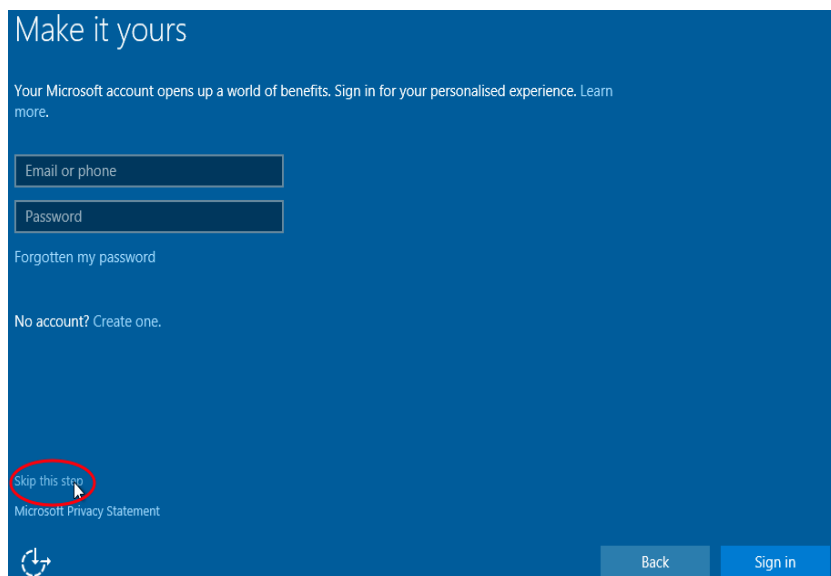 Make it yours
Your Microsoft account opens up a world of benefits. Sign in for your personalised experience. Learn
more.
Email or phone
Password
Forgotten my password
No account? Create one.
Skip this step
Microsoft Privacy Statement
Back
Sign in